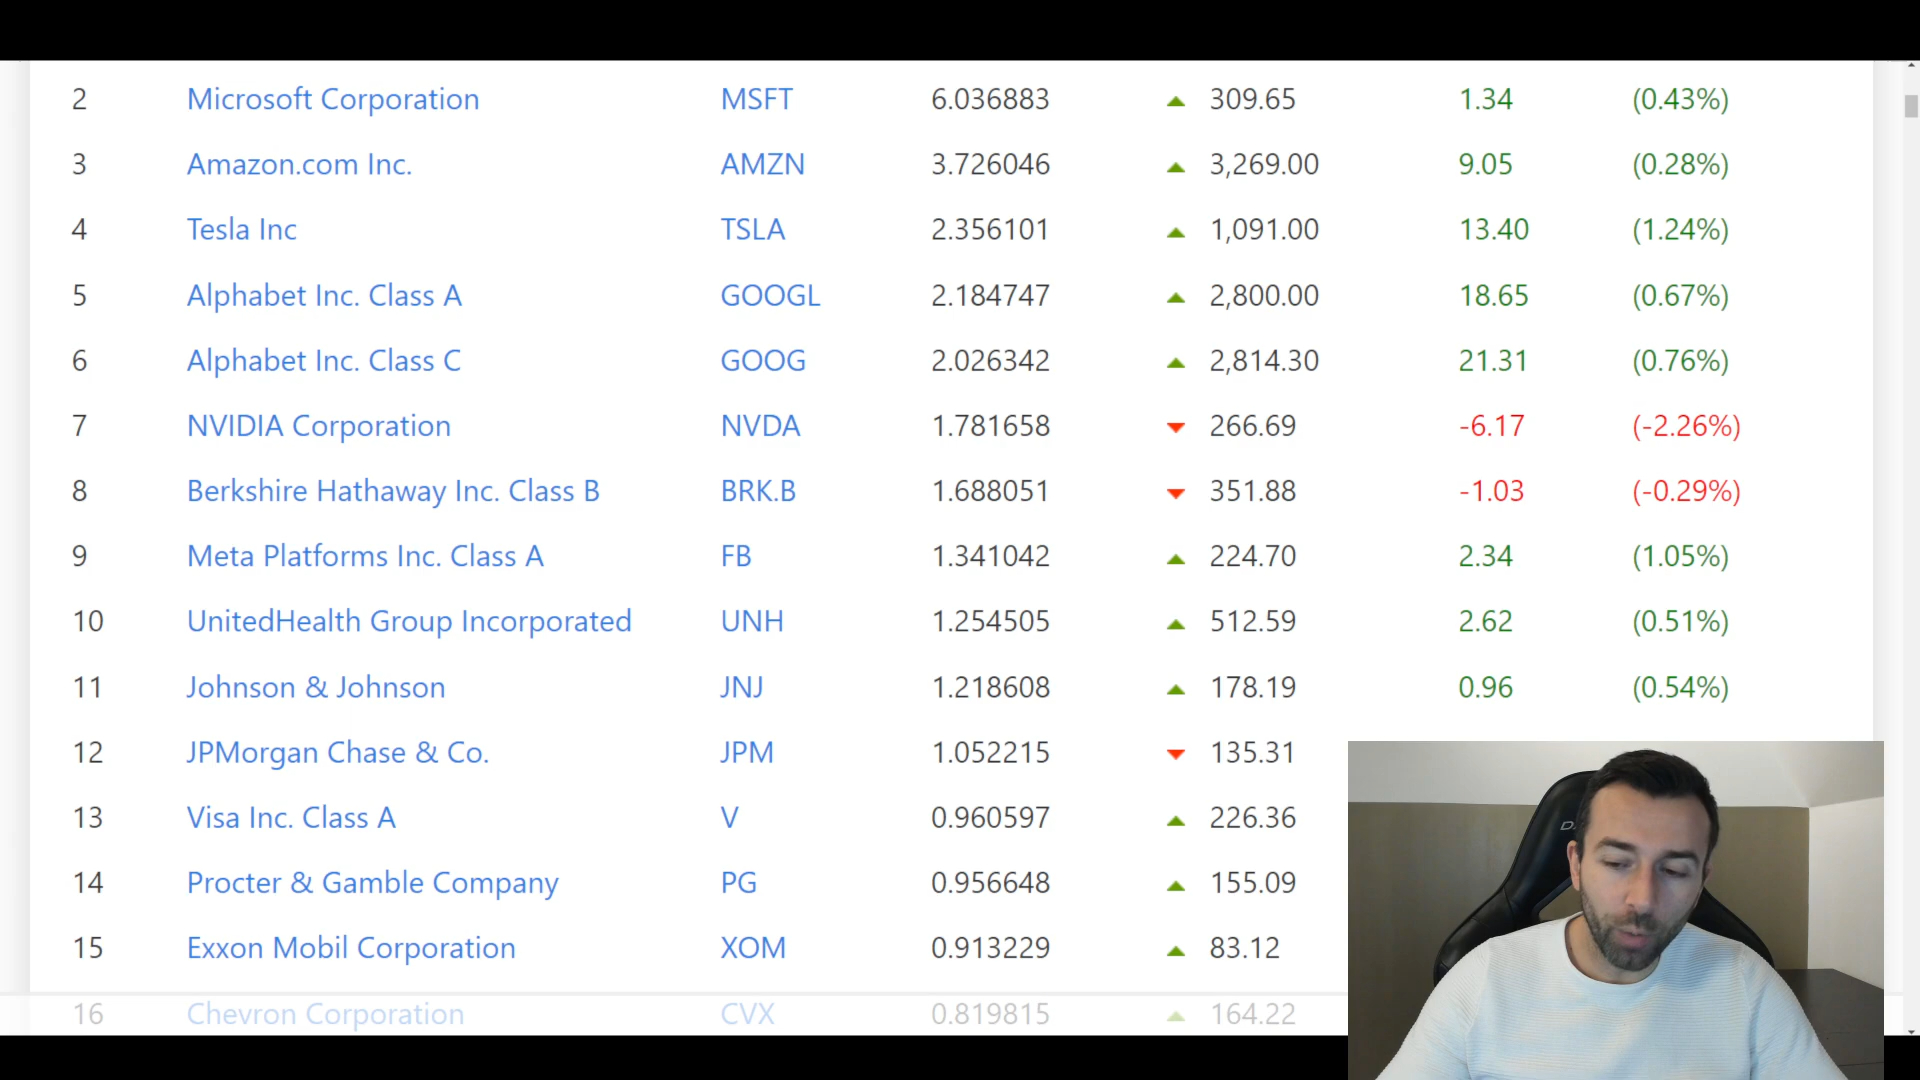 2 Microsoft Corporation MSFT 6.036883 309.65 1.34 (0.43%)
3 Amazon.com Inc. AMZN 3.726046 3,269.00 9.05 (0.28%)
4 Tesla Inc TSLA 2.356101 1,091.00 13.40 (1.24%)
5 Alphabet Inc. Class A GOOGL 2.184747 2,800.00 18.65 (0.67%)
6 Alphabet Inc. Class C GOOG 2.026342 2,814.30 21.31 (0.76%)
7 NVIDIA Corporation NVDA 1.781658 266.69 -6.17 (-2.26%)
8 Berkshire Hathaway Inc. Class B BRK.B 1.688051 351.88 -1.03 (-0.29%)
9 Meta Platforms Inc. Class A FB 1.341042 224.70 2.34 (1.05%)
10 UnitedHealth Group Incorporated UNH 1.254505 512.59 2.62 (0.51%)
11 Johnson & Johnson JNJ 1.218608 178.19 0.96 (0.54%)
12 JPMorgan Chase & Co. JPM 1.052215 135.31
13 Visa Inc. Class A V 0.960597 226.36
14 Procter & Gamble Company PG 0.956648 155.09
15 Exxon Mobil Corporation XOM 0.913229 83.12
16 Chevron Corporation CVX 0.819815 164.22